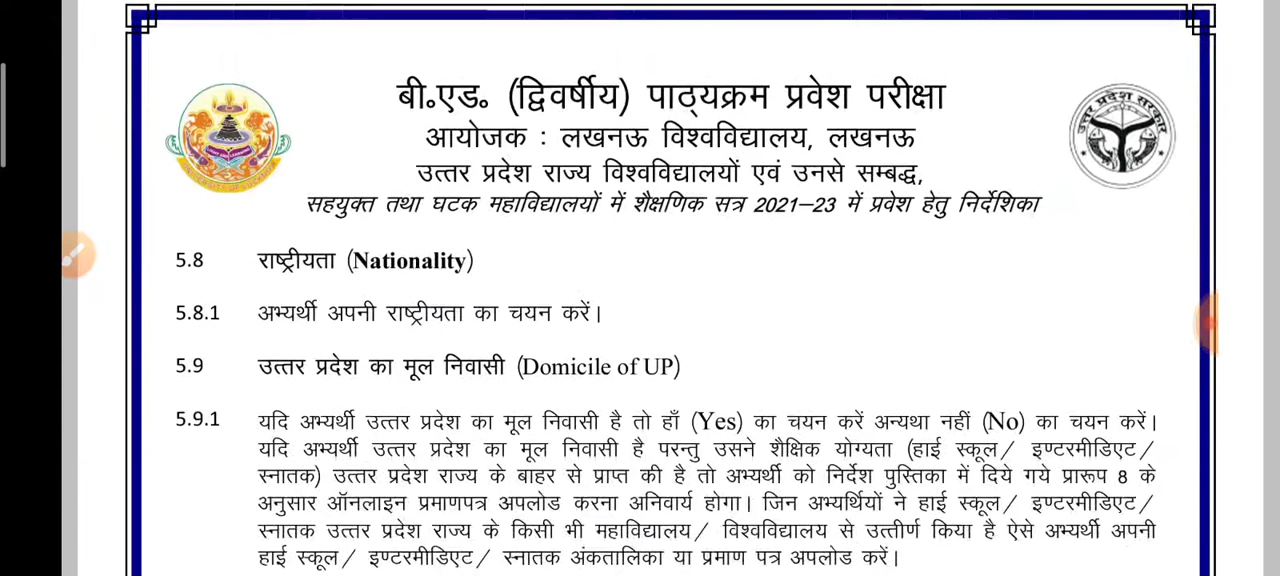 बी॰एड॰ (द्विवर्षीय) पाठ्यक्रम प्रवेश परीक्षा
आयोजक : लखनऊ विश्वविद्यालय, लखनऊ
उत्तर प्रदेश राज्य विश्वविद्यालयों एवं उनसे सम्बद्ध,
सहयुक्त तथा घटक महाविद्यालयों में शैक्षणिक सत्र 2021–23 में प्रवेश हेतु निर्देशिका
उत्तर प्रदेश सरकार
5.8 राष्ट्रीयता (Nationality)
5.8.1 अभ्यर्थी अपनी राष्ट्रीयता का चयन करें।
5.9 उत्तर प्रदेश का मूल निवासी (Domicile of UP)
5.9.1 यदि अभ्यर्थी उत्तर प्रदेश का मूल निवासी है तो हाँ (Yes) का चयन करें अन्यथा नहीं (No) का चयन करें।
यदि अभ्यर्थी उत्तर प्रदेश का मूल निवासी है परन्तु उसने शैक्षिक योग्यता (हाई स्कूल/ इण्टरमीडिएट/
स्नातक) उत्तर प्रदेश राज्य के बाहर से प्राप्त की है तो अभ्यर्थी को निर्देश पुस्तिका में दिये गये प्रारूप 8 के
अनुसार ऑनलाइन प्रमाणपत्र अपलोड करना अनिवार्य होगा। जिन अभ्यर्थियों ने हाई स्कूल/ इण्टरमीडिएट/
स्नातक उत्तर प्रदेश राज्य के किसी भी महाविद्यालय/ विश्वविद्यालय से उत्तीर्ण किया है ऐसे अभ्यर्थी अपनी
हाई स्कूल/ इण्टरमीडिएट/ स्नातक अंकतालिका या प्रमाण पत्र अपलोड करें।